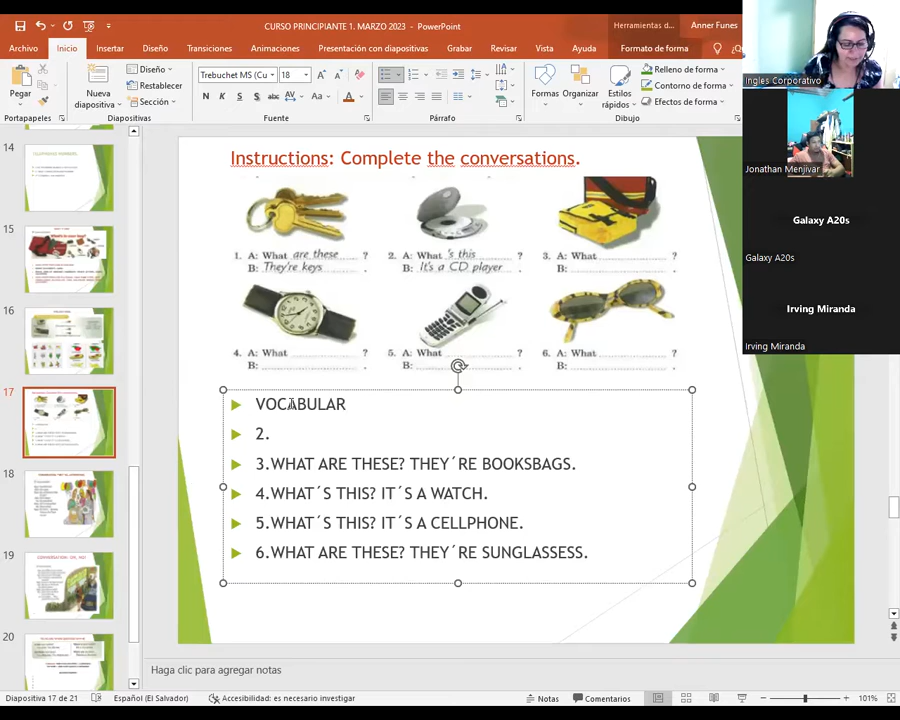 CURSO PRINCIPIANTE 1. MARZO 2023 - PowerPoint
Herramientas d...
Anner Funes
Archivo Inicio Insertar Diseño Transiciones Animaciones Presentación con diapositivas Grabar Revisar Vista Ayuda Formato de forma
Pegar
Nueva diapositiva
Diseño
Restablecer
Sección
Trebuchet MS (Cu 18
N K S S abc AV Aa A
Formas
Organizar
Estilos rápidos
Relleno de forma
Contorno de forma
Efectos de forma
Portapapeles Diapositivas Fuente Párrafo Dibujo
14
15
16
17
18
19
20
Instructions: Complete the conversations.
1. A: What are these ?
B: They're keys
2. A: What 's this ?
B: It's a CD player
3. A: What ?
B:
4. A: What ?
B:
5. A: What ?
B:
6. A: What ?
B:
VOCABULAR
2.
3.WHAT ARE THESE? THEY´RE BOOKSBAGS.
4.WHAT´S THIS? IT´S A WATCH.
5.WHAT´S THIS? IT´S A CELLPHONE.
6.WHAT ARE THESE? THEY´RE SUNGLASSESS.
Haga clic para agregar notas
Diapositiva 17 de 21 Español (El Salvador) Accesibilidad: es necesario investigar Notas Comentarios 101%
Ingles Corporativo
Jonathan Menjivar
Galaxy A20s
Galaxy A20s
Irving Miranda
Irving Miranda